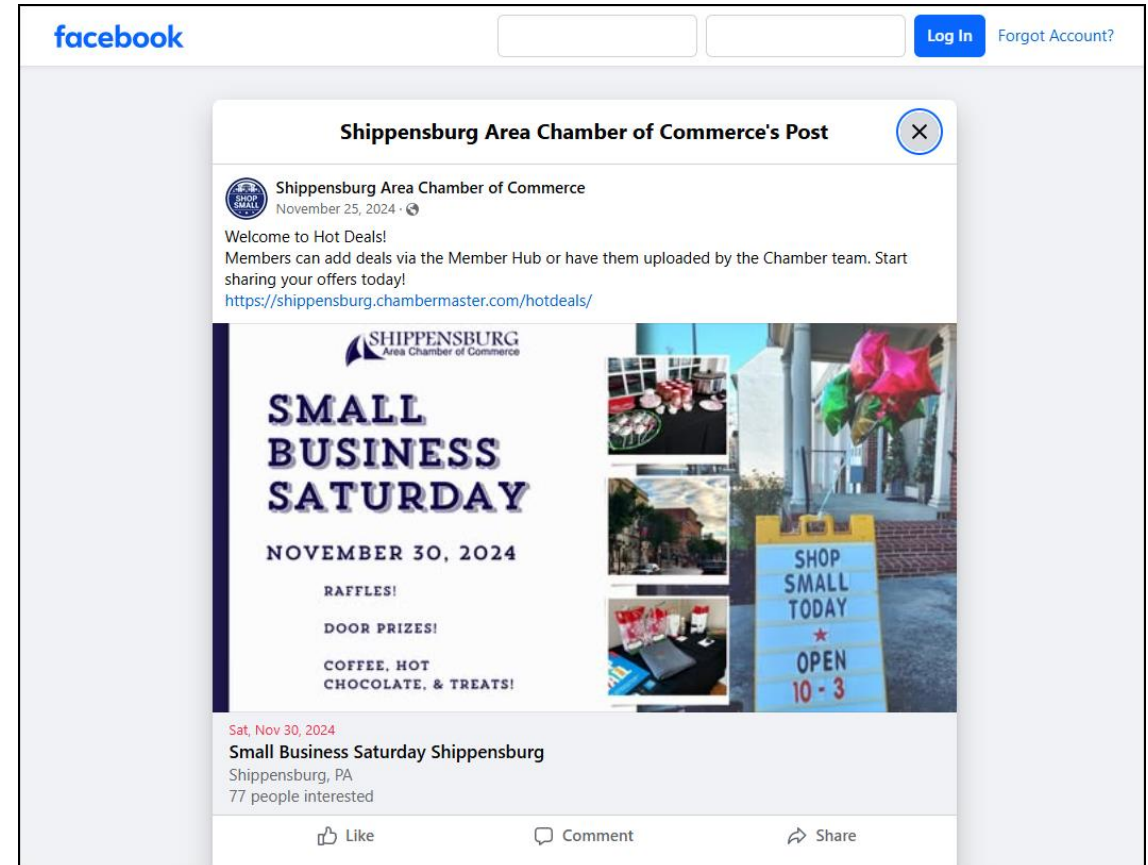 facebook
Log In
Forgot Account?
Shippensburg Area Chamber of Commerce's Post
SHOP
SMALL
Shippensburg Area Chamber of Commerce
November 25, 2024 ·
Welcome to Hot Deals!
Members can add deals via the Member Hub or have them uploaded by the Chamber team. Start
sharing your offers today!
https://shippensburg.chambermaster.com/hotdeals/
SHIPPENSBURG
Area Chamber of Commerce
SMALL
BUSINESS
SATURDAY
NOVEMBER 30, 2024
RAFFLES!
DOOR PRIZES!
COFFEE, HOT
CHOCOLATE, & TREATS!
SHOP
SMALL
TODAY
★
OPEN
10 - 3
Sat, Nov 30, 2024
Small Business Saturday Shippensburg
Shippensburg, PA
77 people interested
Like
Comment
Share